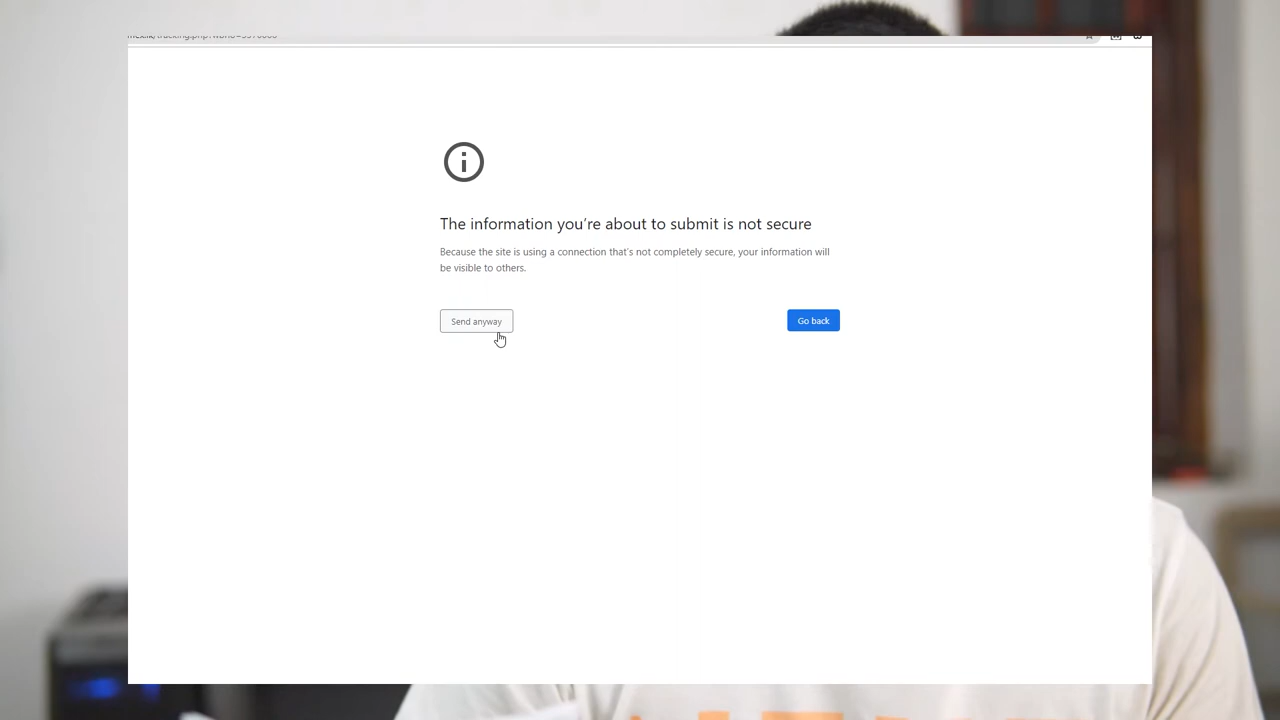 The information you're about to submit is not secure
Because the site is using a connection that's not completely secure, your information will
be visible to others.
Send anyway
Go back